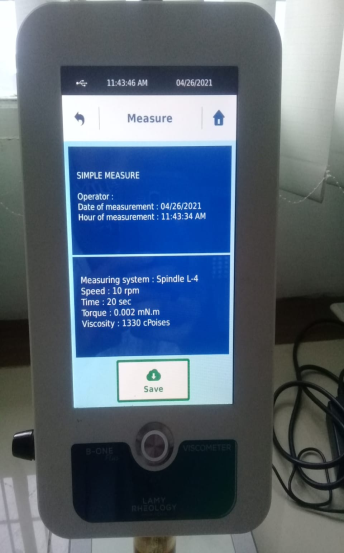 11:43:46 AM 04/26/2021
Measure
SIMPLE MEASURE
Operator :
Date of measurement : 04/26/2021
Hour of measurement : 11:43:34 AM
Measuring system : Spindle L-4
Speed : 10 rpm
Time : 20 sec
Torque : 0.002 mN.m
Viscosity : 1330 cPoises
Save
B-ONE
VISCOMETER
LAMY
RHEOLOGY